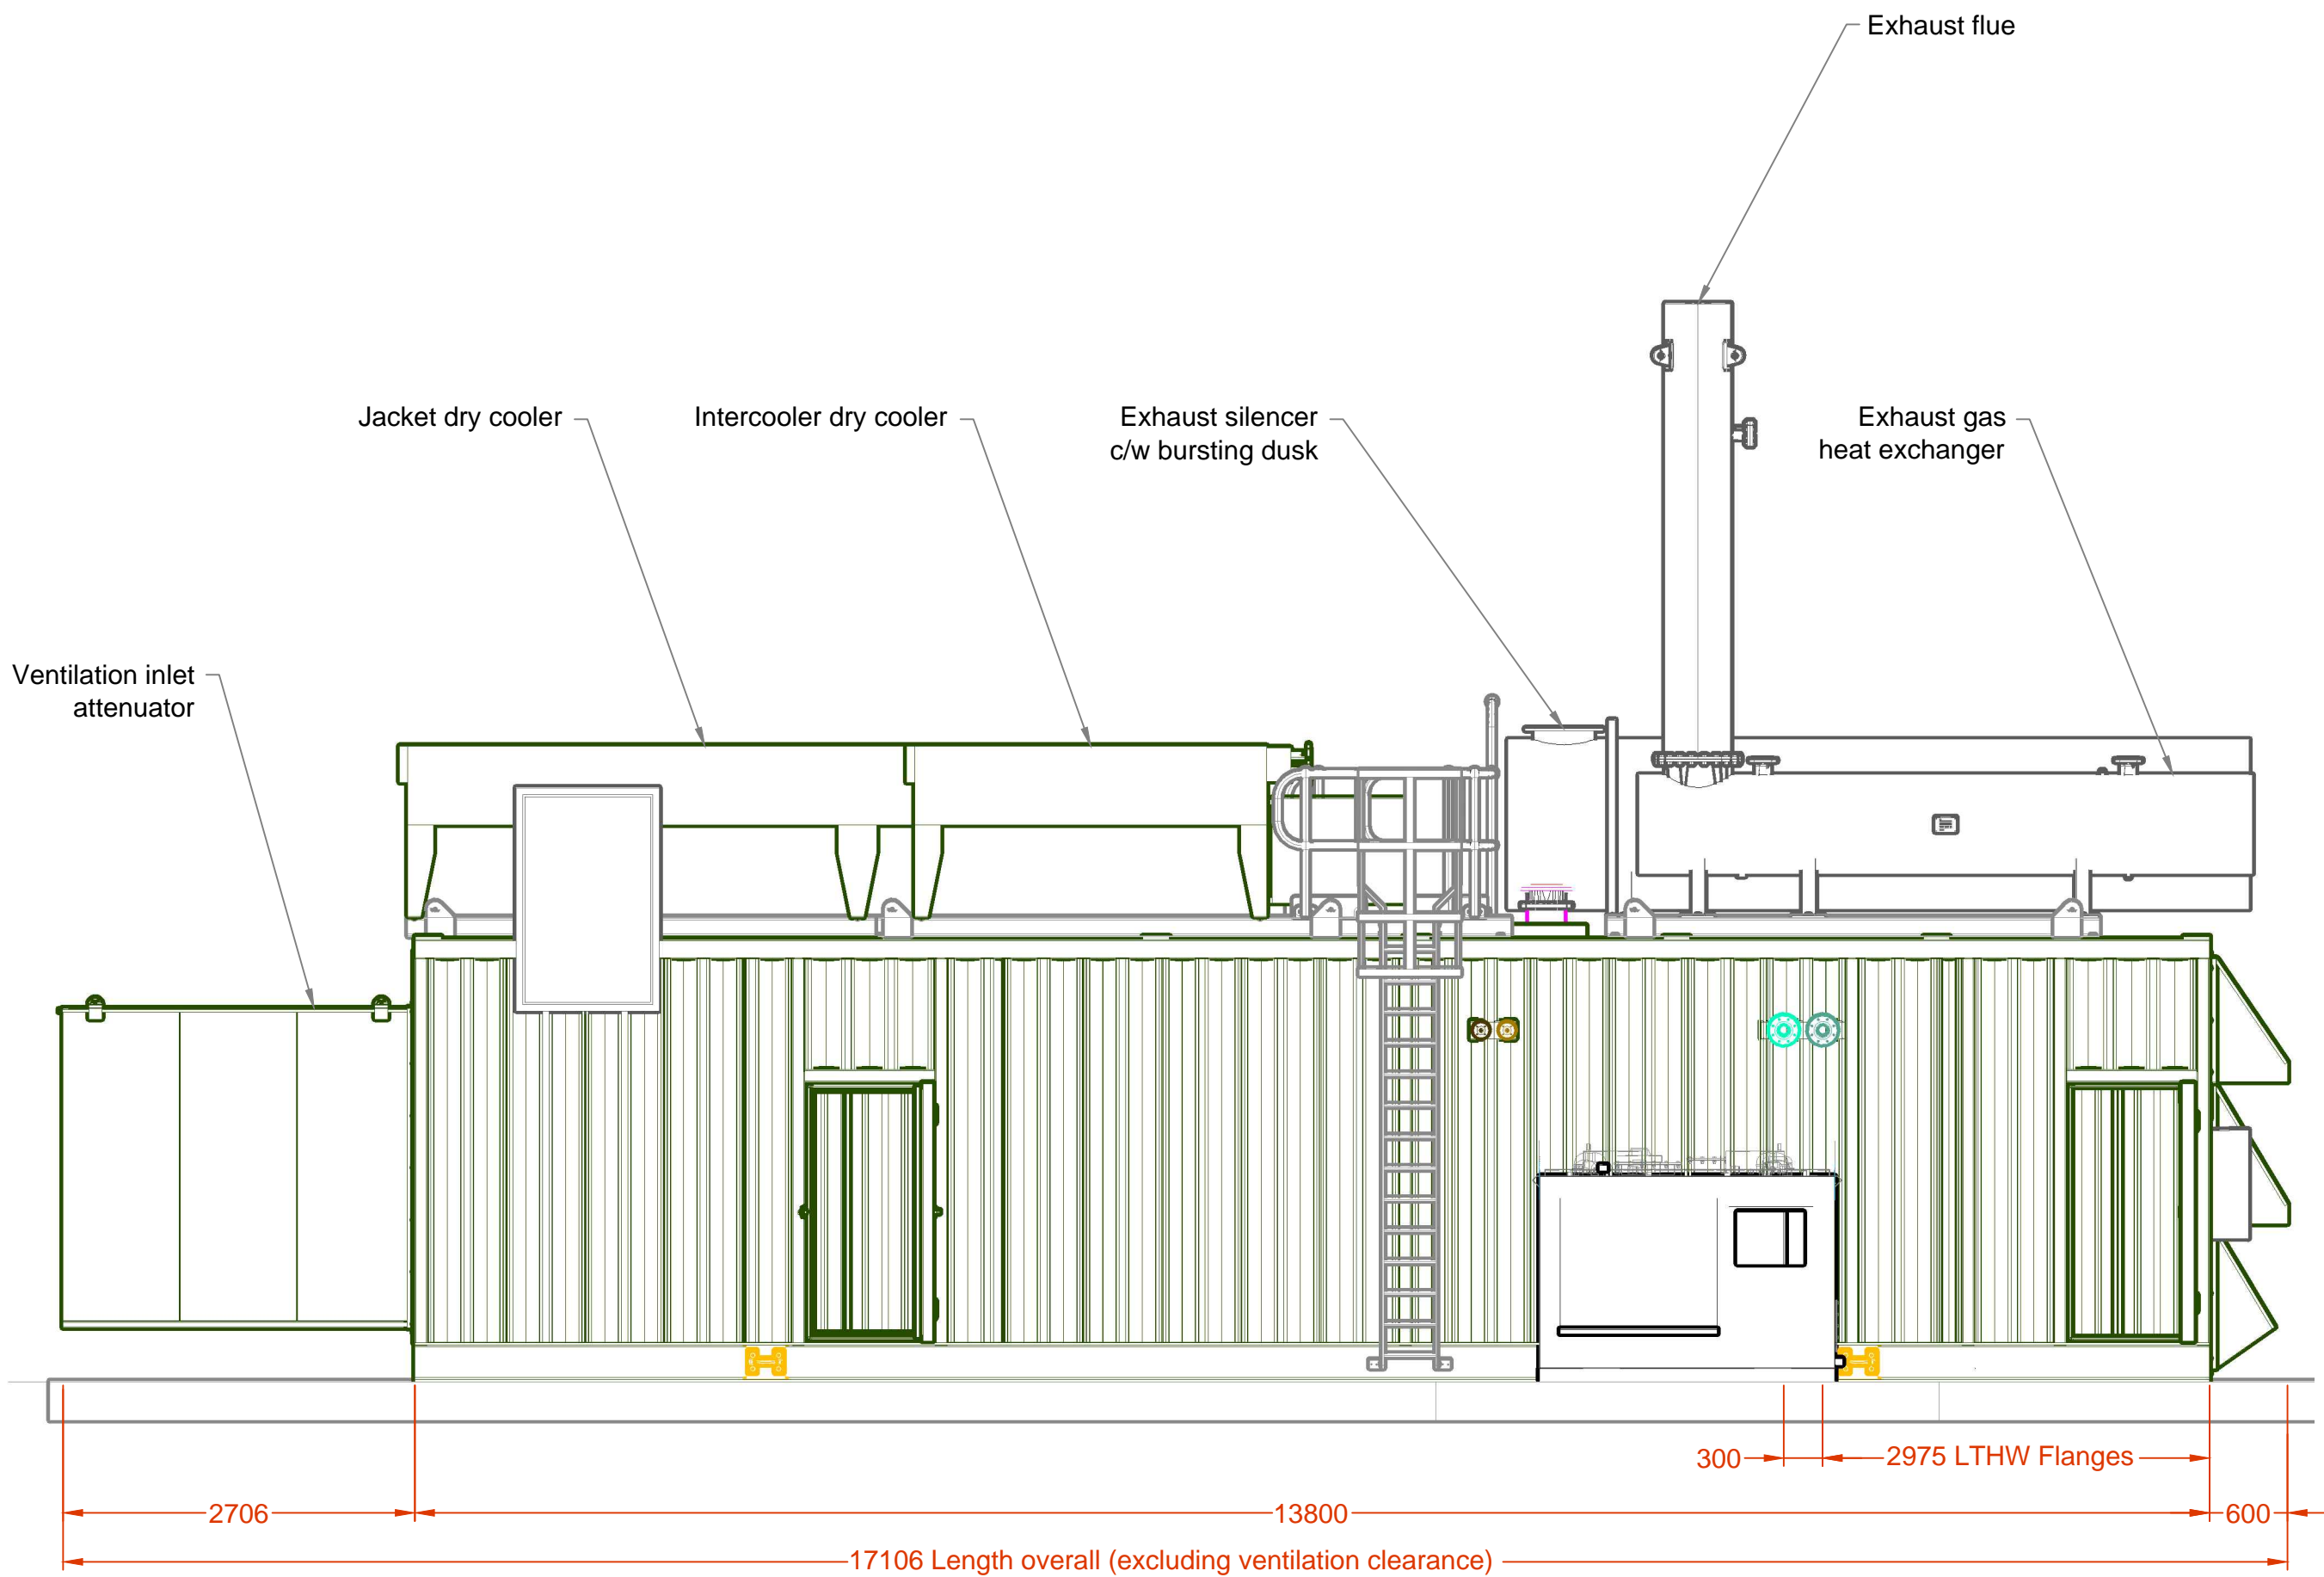 Exhaust flue
Jacket dry cooler
Intercooler dry cooler
Exhaust silencer
c/w bursting dusk
Exhaust gas
heat exchanger
Ventilation inlet
attenuator
300
2975 LTHW Flanges
2706
13800
600
17106 Length overall (excluding ventilation clearance)